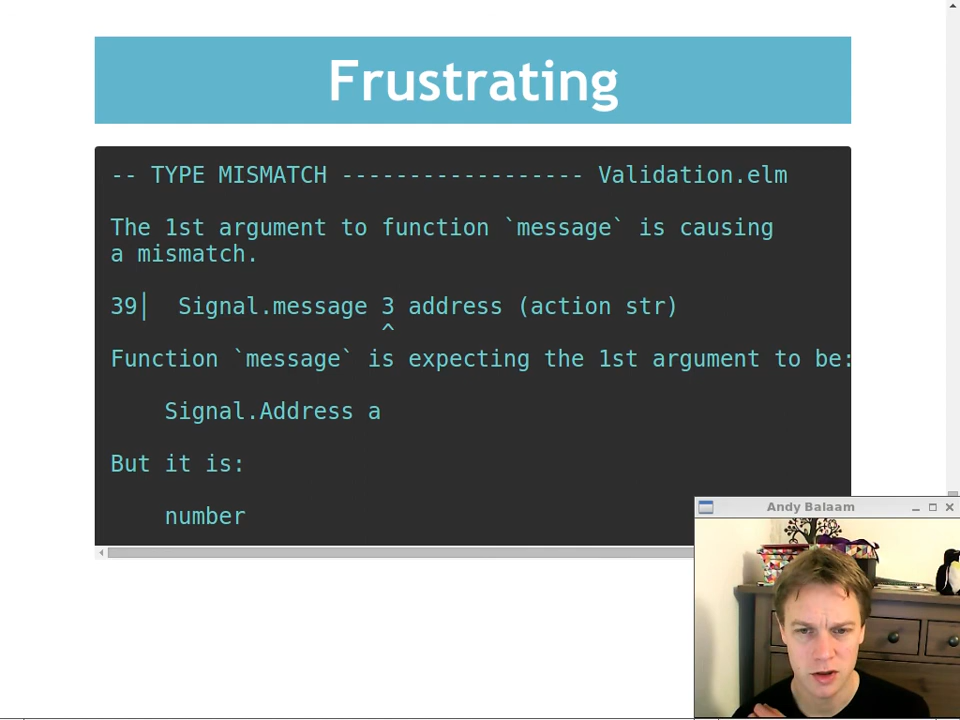 Frustrating
-- TYPE MISMATCH ------------------ Validation.elm
The 1st argument to function `message` is causing
a mismatch.
39│  Signal.message 3 address (action str)
^
Function `message` is expecting the 1st argument to be:
Signal.Address a
But it is:
number
Andy Balaam